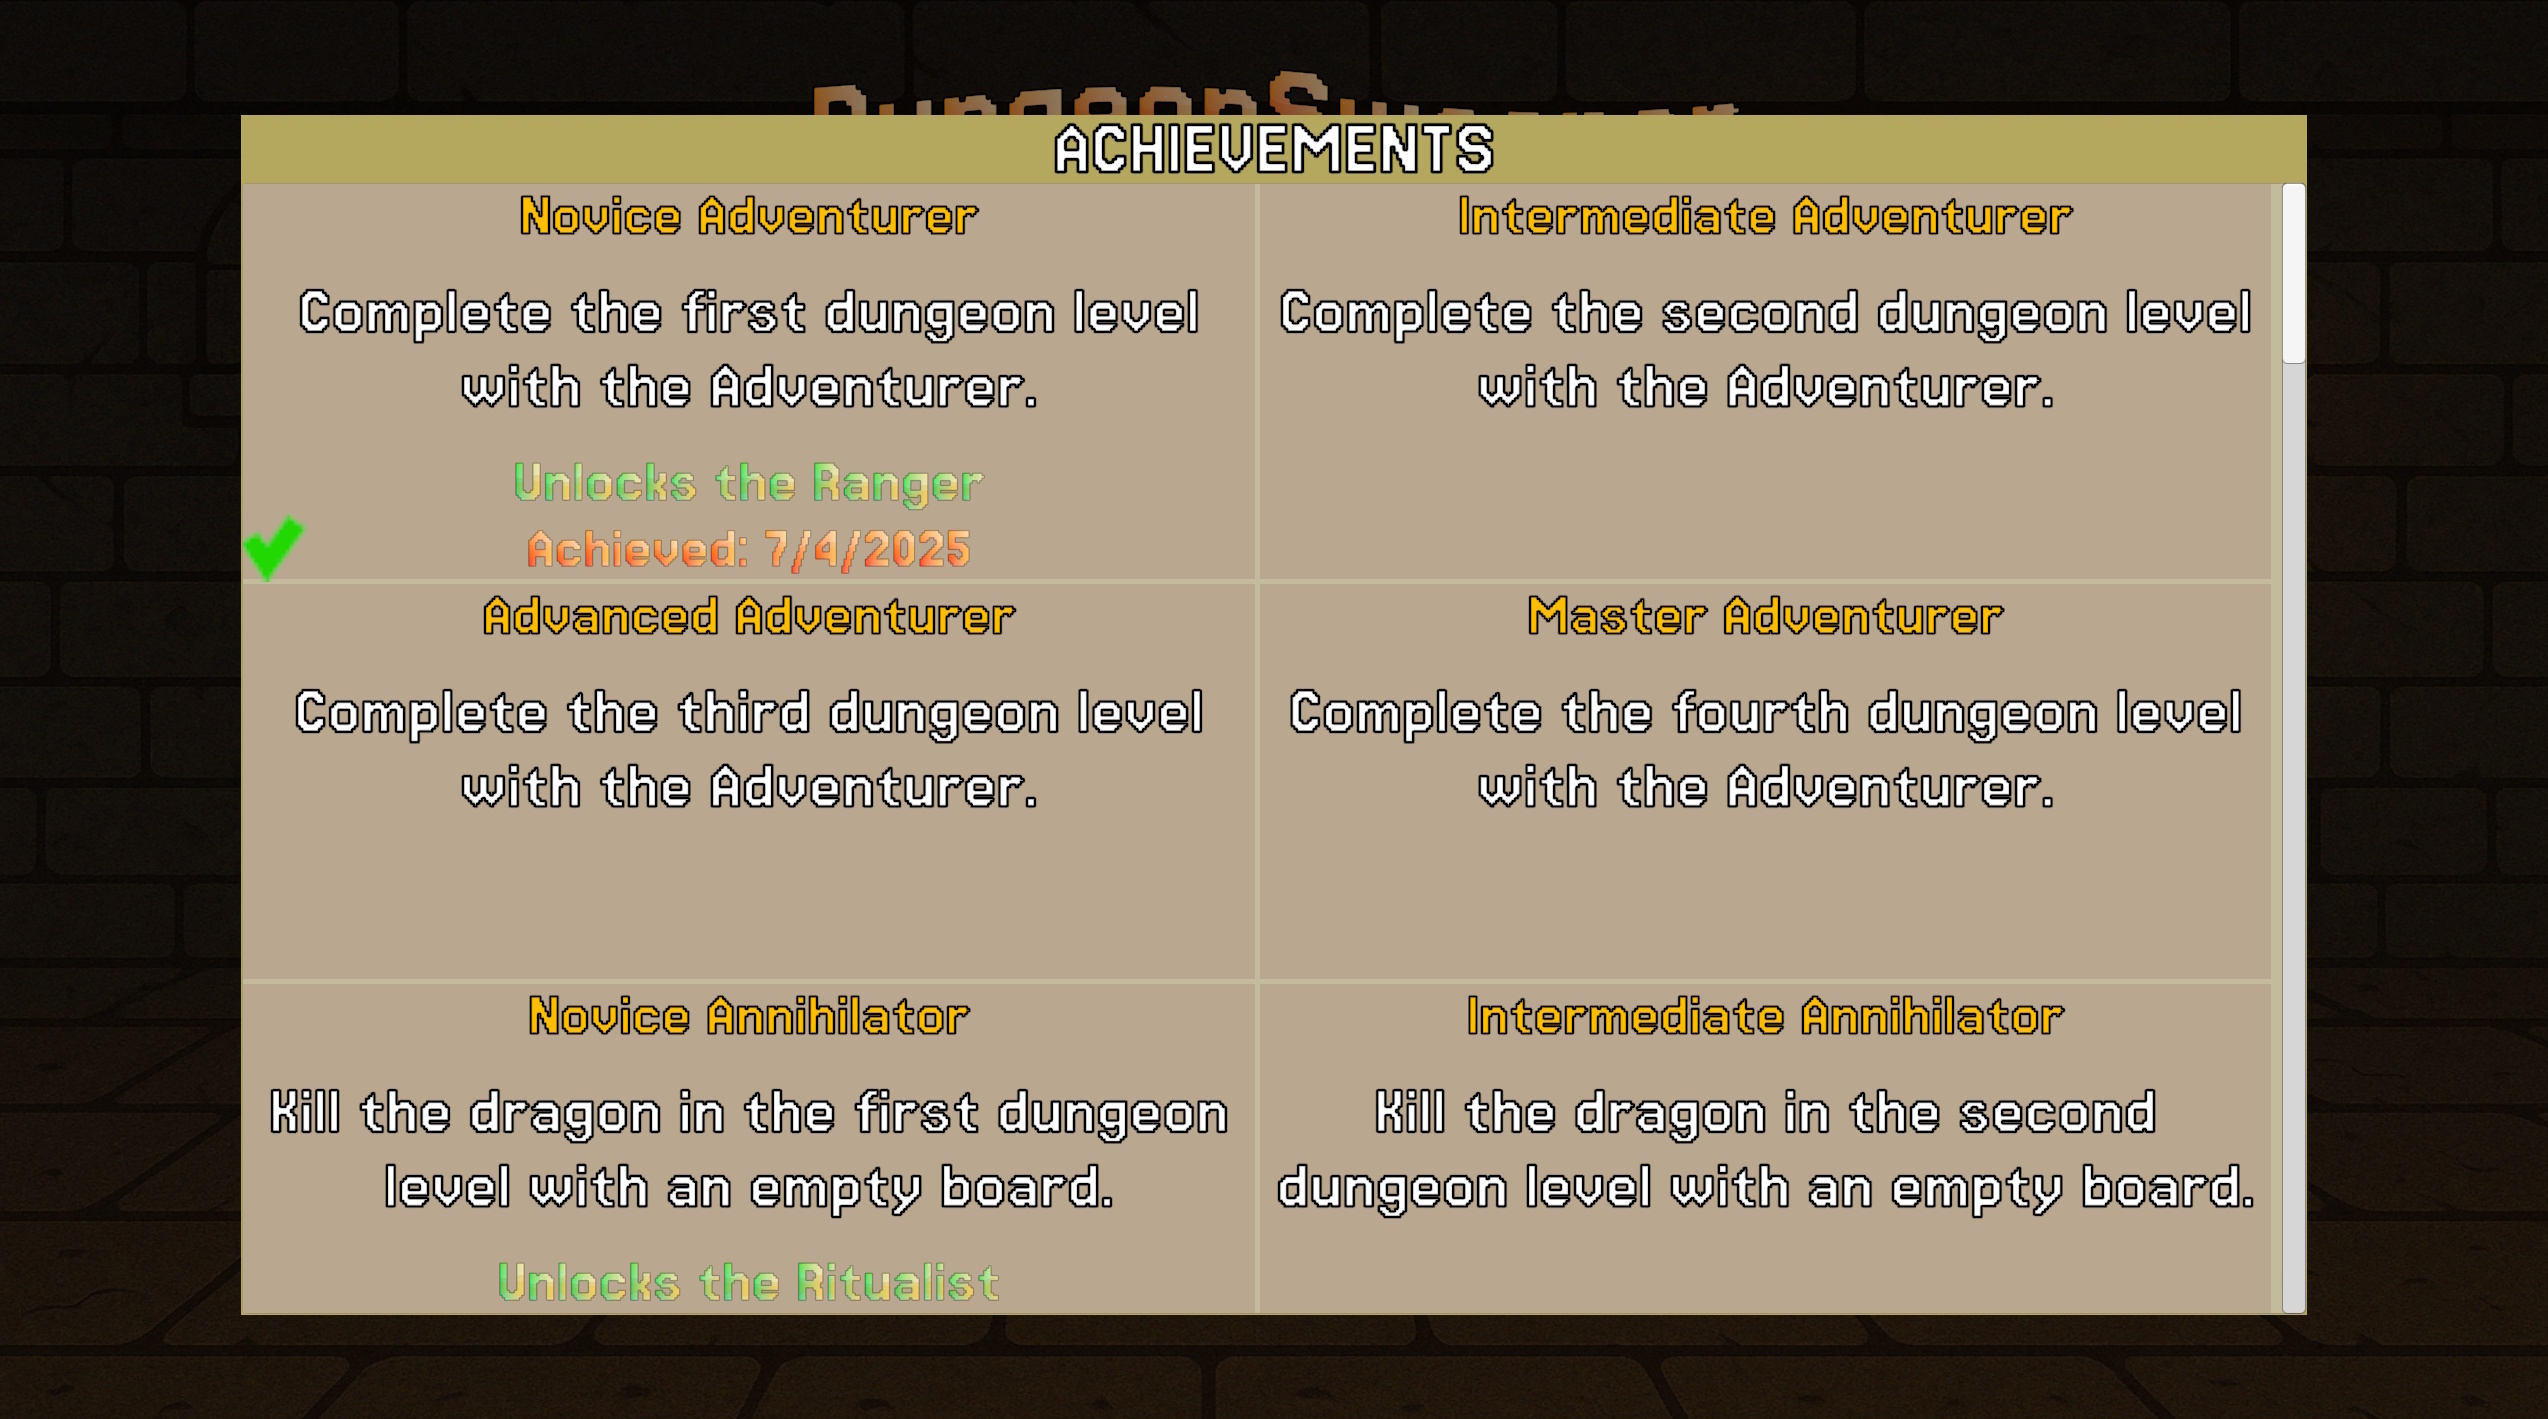 ACHIEVEMENTS
Novice Adventurer
Complete the first dungeon level
with the Adventurer.
Unlocks the Ranger
Achieved: 7/4/2025
Intermediate Adventurer
Complete the second dungeon level
with the Adventurer.
Advanced Adventurer
Complete the third dungeon level
with the Adventurer.
Master Adventurer
Complete the fourth dungeon level
with the Adventurer.
Novice Annihilator
Kill the dragon in the first dungeon
level with an empty board.
Unlocks the Ritualist
Intermediate Annihilator
Kill the dragon in the second
dungeon level with an empty board.